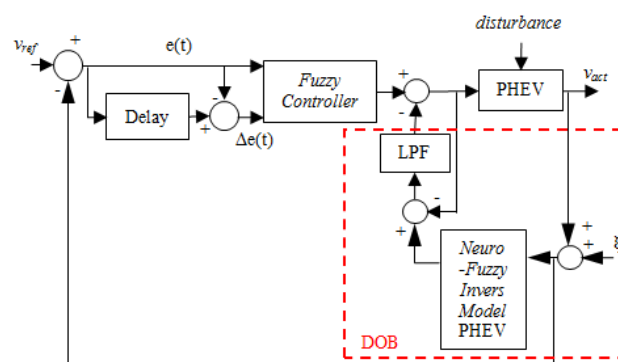 disturbance
v_ref
+
e(t)
-
-
Fuzzy
Controller
+
-
PHEV
v_act
Delay
+
Δe(t)
LPF
-
+
+
+
ξ
Neuro
-Fuzzy
Invers
Model
PHEV
DOB